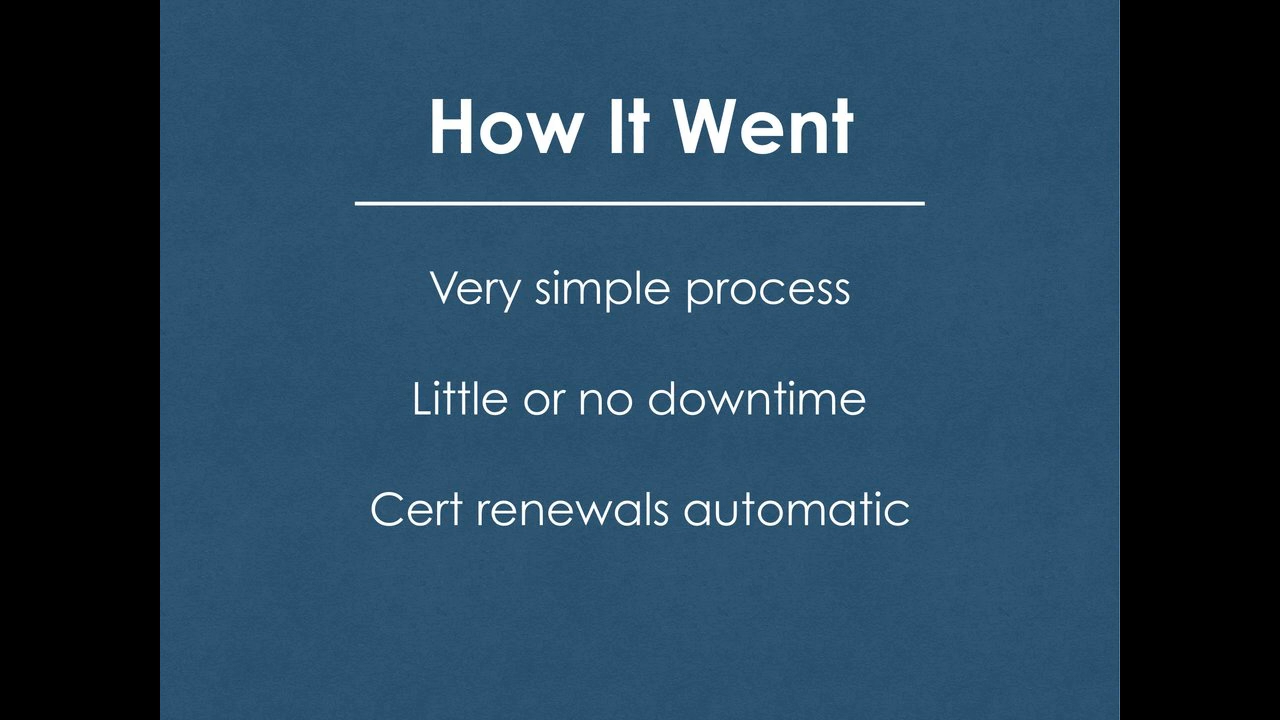 How It Went
Very simple process
Little or no downtime
Cert renewals automatic